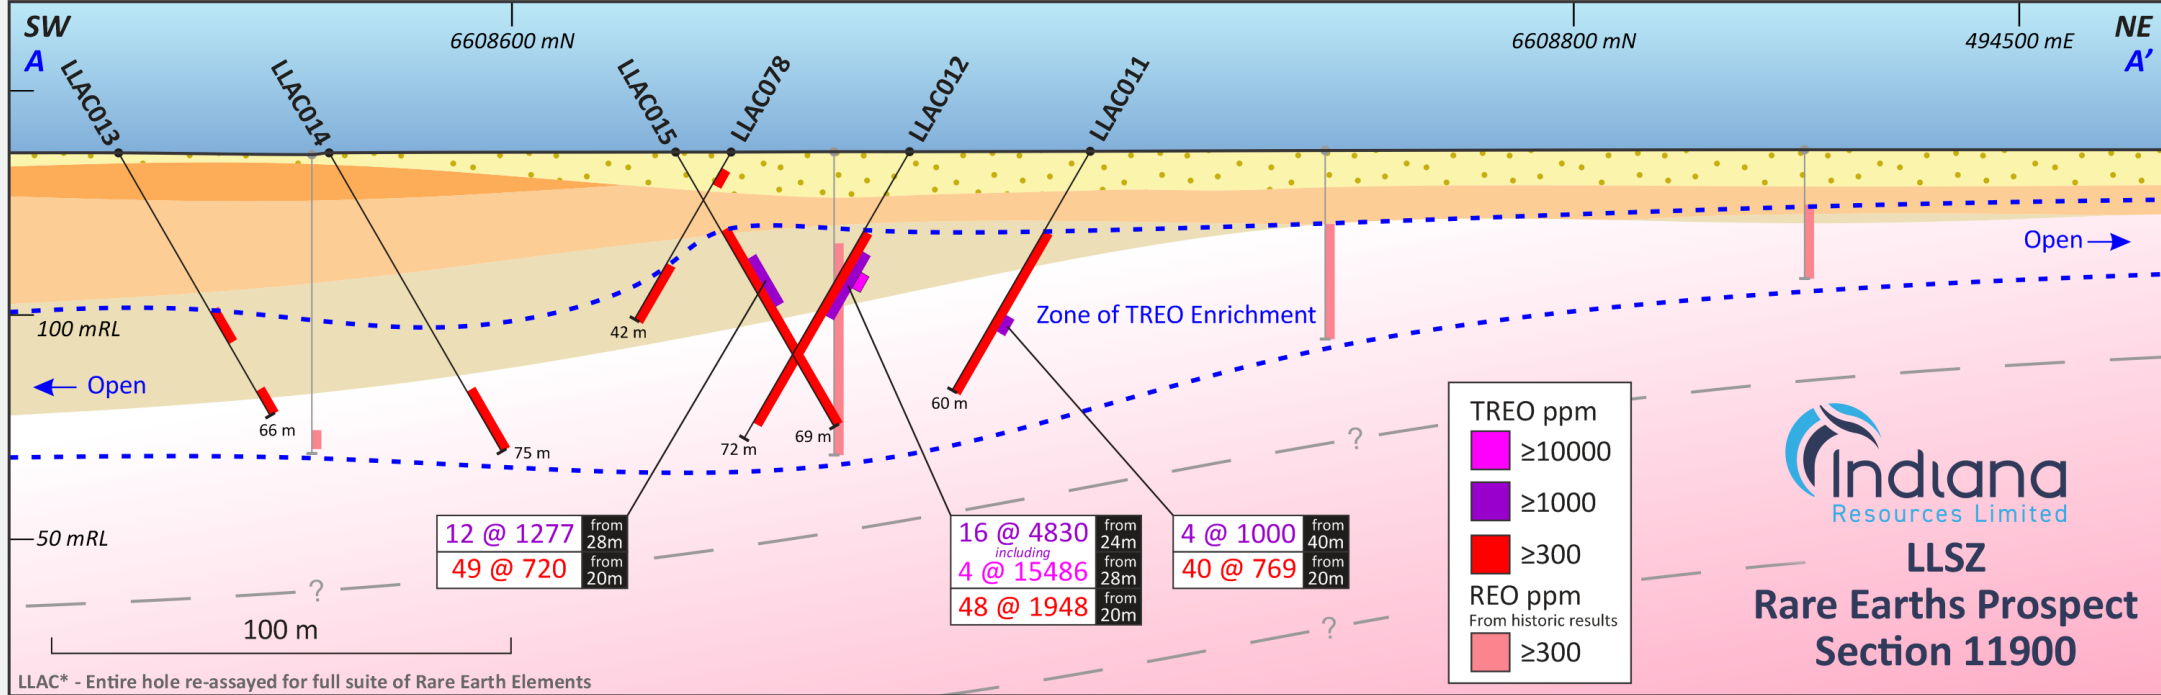 SW
A
6608600 mN
6608800 mN
494500 mE
NE
A’
LLAC013
LLAC014
LLAC015
LLAC078
LLAC012
LLAC011
Open
100 mRL
Zone of TREO Enrichment
42 m
Open
60 m
66 m
75 m
72 m
69 m
TREO ppm
≥10000
≥1000
≥300
REO ppm
From historic results
≥300
50 mRL
12 @ 1277 from 28m
49 @ 720 from 20m
16 @ 4830 from 24m
including
4 @ 15486 from 28m
48 @ 1948 from 20m
4 @ 1000 from 40m
40 @ 769 from 20m
?
?
?
100 m
Indiana
Resources Limited
LLSZ
Rare Earths Prospect
Section 11900
LLAC* - Entire hole re-assayed for full suite of Rare Earth Elements